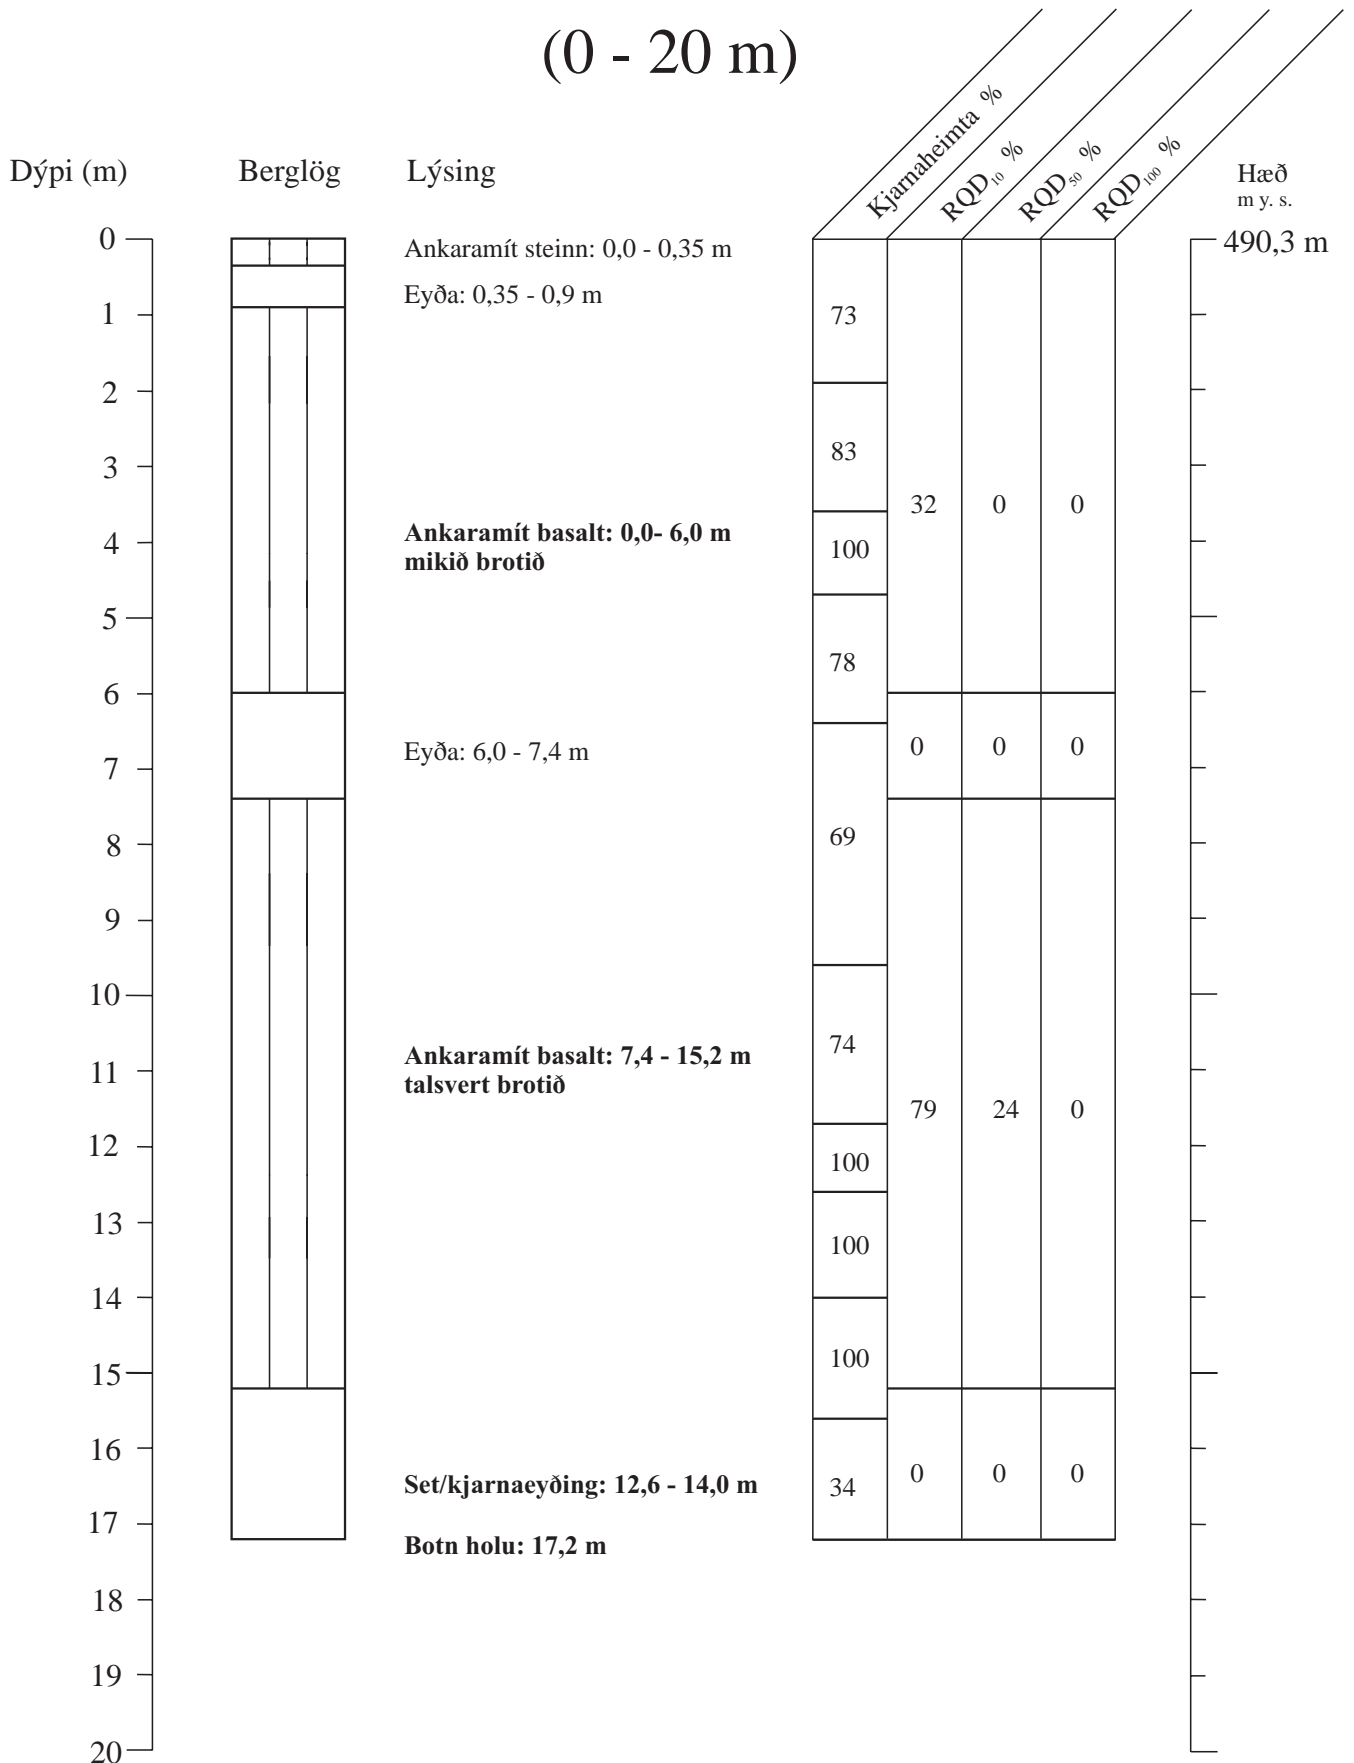 (0 - 20 m)
Kjarnaheimta %
RQD10 %
RQD50 %
RQD100 %
Dýpi (m)
Berglög
Lýsing
Hæð
m y. s.
0
Ankaramít steinn: 0,0 - 0,35 m
490,3 m
Eyða: 0,35 - 0,9 m
1
73
2
83
3
32
0
0
Ankaramít basalt: 0,0- 6,0 m
mikið brotið
4
100
5
78
6
Eyða: 6,0 - 7,4 m
0
0
0
7
69
8
9
10
74
Ankaramít basalt: 7,4 - 15,2 m
talsvert brotið
11
79
24
0
12
100
13
100
14
100
15
16
0
0
0
Set/kjarnaeyðing: 12,6 - 14,0 m
34
17
Botn holu: 17,2 m
18
19
20